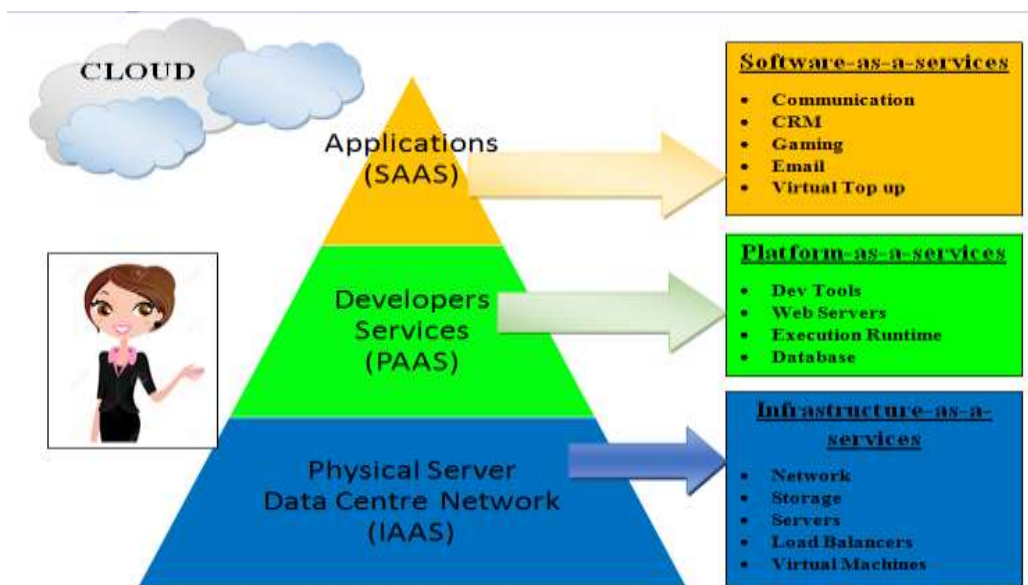 CLOUD
Applications
(SAAS)
Developers
Services
(PAAS)
Physical Server
Data Centre Network
(IAAS)
Software-as-a-services
• Communication
• CRM
• Gaming
• Email
• Virtual Top up
Platform-as-a-services
• Dev Tools
• Web Servers
• Execution Runtime
• Database
Infrastructure-as-a-
services
• Network
• Storage
• Servers
• Load Balancers
• Virtual Machines